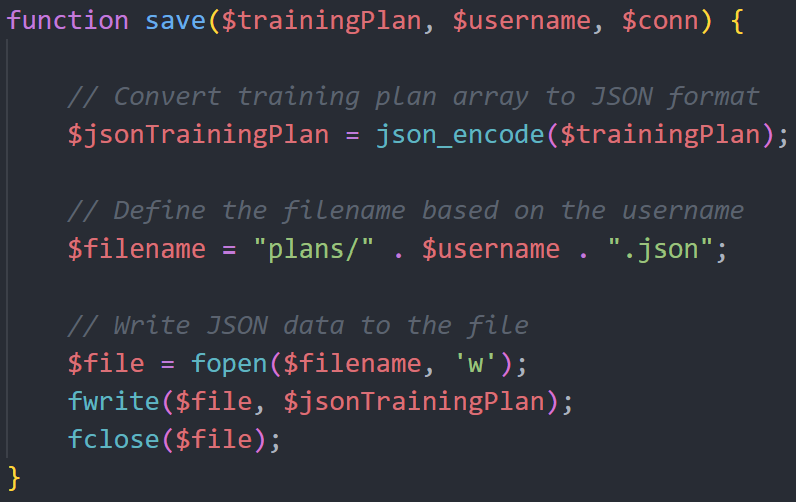 function save($trainingPlan, $username, $conn) {
// Convert training plan array to JSON format
$jsonTrainingPlan = json_encode($trainingPlan);
// Define the filename based on the username
$filename = "plans/" . $username . ".json";
// Write JSON data to the file
$file = fopen($filename, 'w');
fwrite($file, $jsonTrainingPlan);
fclose($file);
}